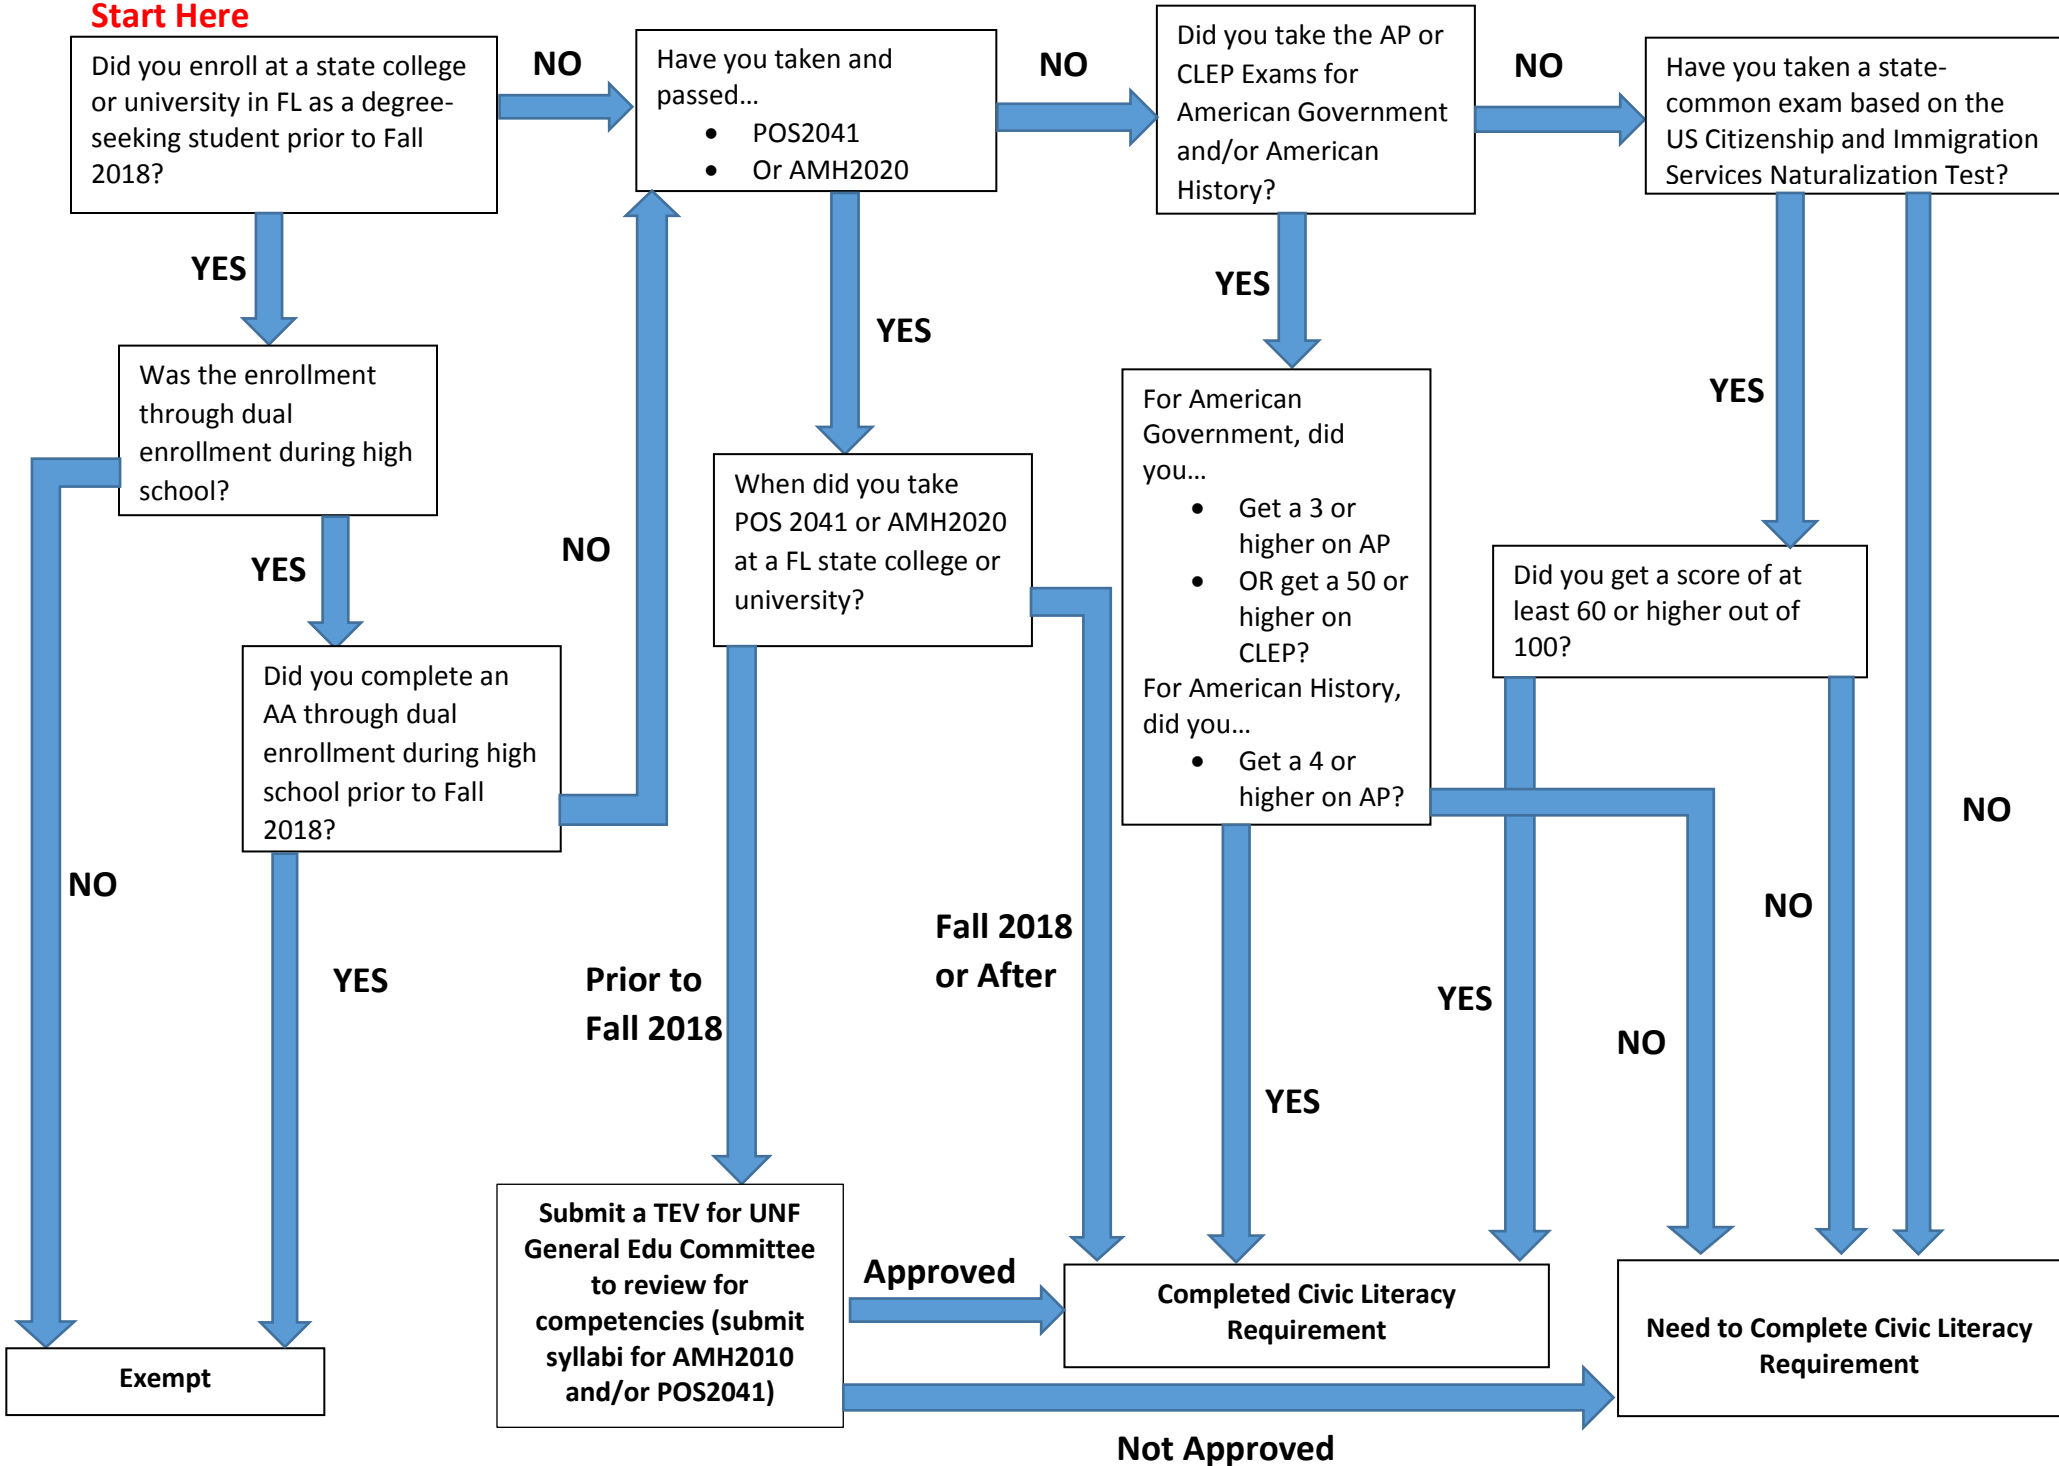 Start Here
Did you enroll at a state college
or university in FL as a degree-
seeking student prior to Fall
2018?
NO
Have you taken and
passed…
• POS2041
• Or AMH2020
NO
Did you take the AP or
CLEP Exams for
American Government
and/or American
History?
NO
Have you taken a state-
common exam based on the
US Citizenship and Immigration
Services Naturalization Test?
YES
YES
YES
YES
NO
Was the enrollment
through dual
enrollment during high
school?
NO
YES
Did you complete an
AA through dual
enrollment during high
school prior to Fall
2018?
NO
YES
When did you take
POS 2041 or AMH2020
at a FL state college or
university?
Prior to
Fall 2018
Fall 2018
or After
For American
Government, did
you…
• Get a 3 or
higher on AP
• OR get a 50 or
higher on
CLEP?
For American History,
did you…
• Get a 4 or
higher on AP?
YES
NO
Did you get a score of at
least 60 or higher out of
100?
YES
NO
Exempt
Submit a TEV for UNF
General Edu Committee
to review for
competencies (submit
syllabi for AMH2010
and/or POS2041)
Approved
Not Approved
Completed Civic Literacy
Requirement
Need to Complete Civic Literacy
Requirement